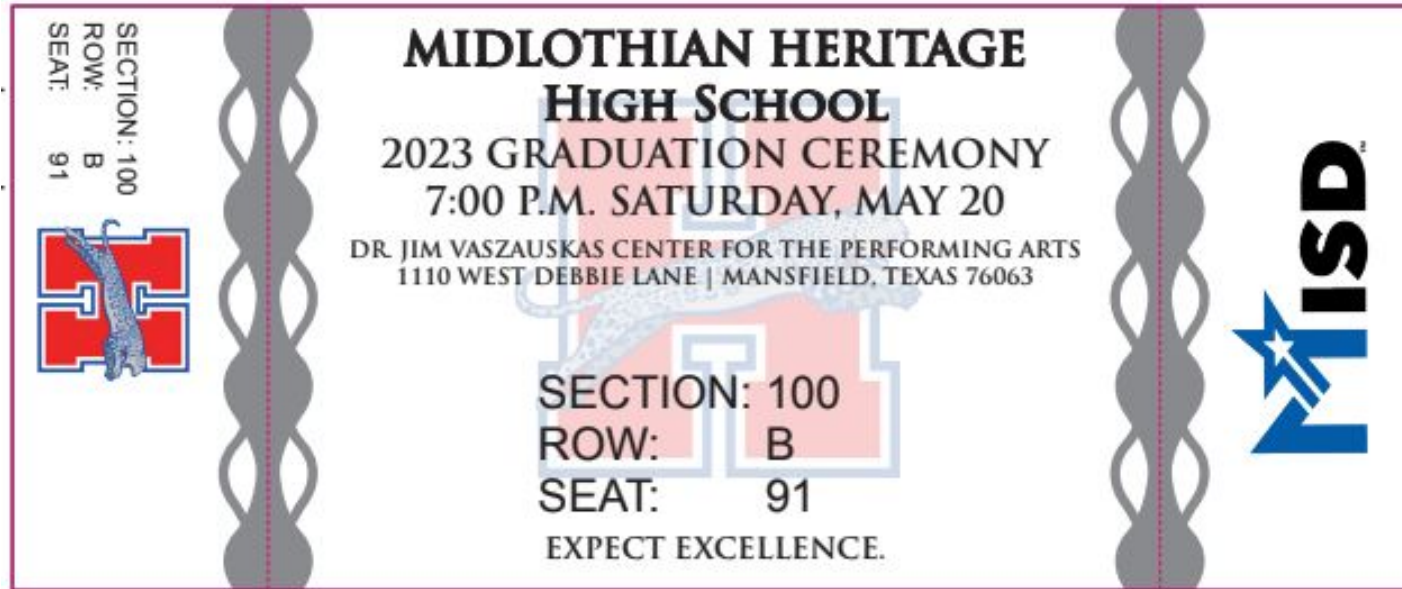 SECTION: 100
ROW: B
SEAT: 91
MIDLOTHIAN HERITAGE
HIGH SCHOOL
2023 GRADUATION CEREMONY
7:00 P.M. SATURDAY, MAY 20
DR. JIM VASZAUSKAS CENTER FOR THE PERFORMING ARTS
1110 WEST DEBBIE LANE | MANSFIELD, TEXAS 76063
SECTION: 100
ROW: B
SEAT: 91
EXPECT EXCELLENCE.
MISD™